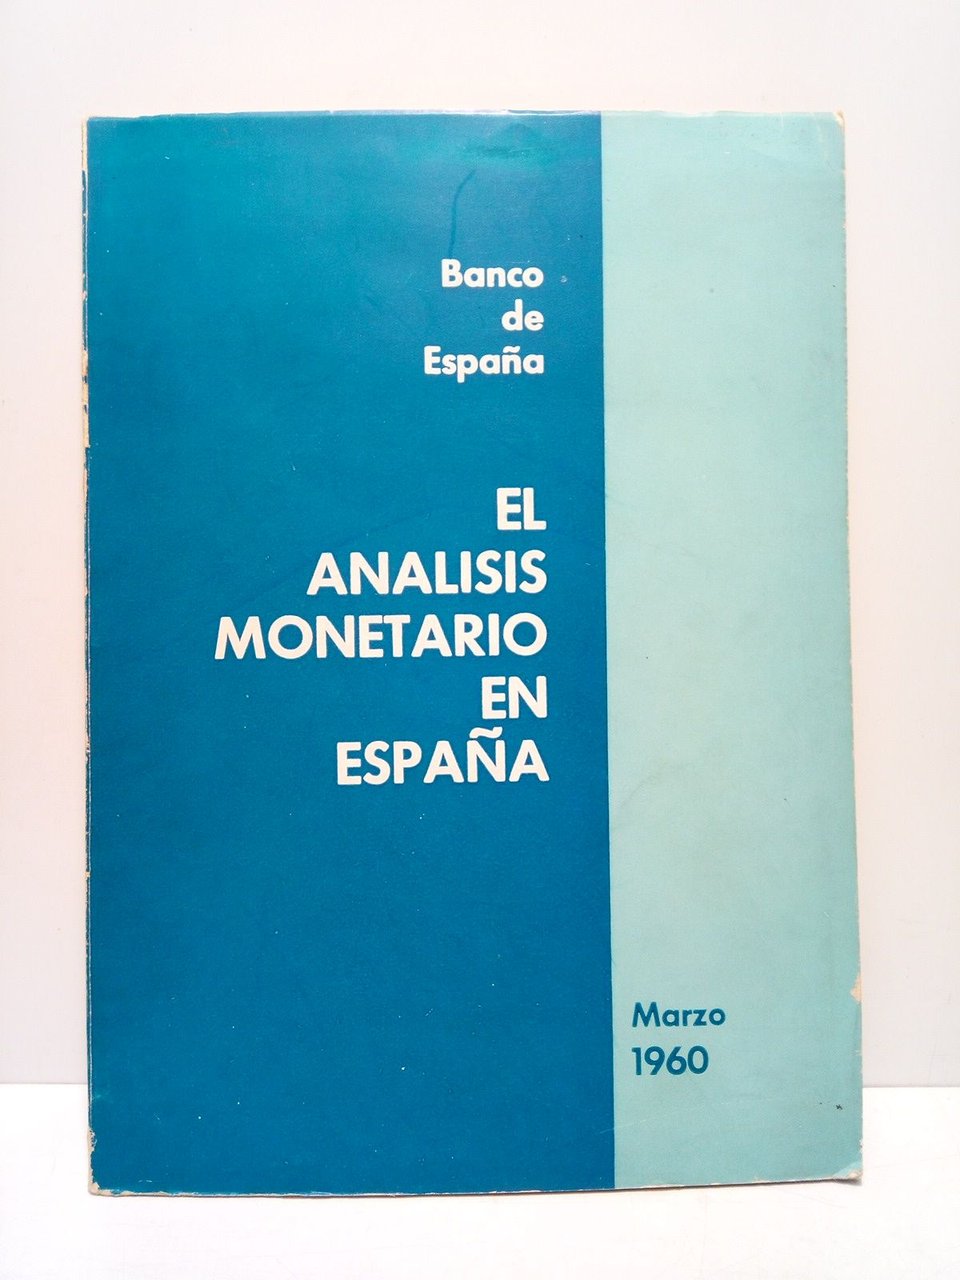 Banco
de
España
EL
ANALISIS
MONETARIO
EN
ESPAÑA
Marzo
1960